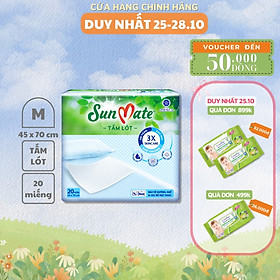 CỬA HÀNG CHÍNH HÃNG
DUY NHẤT 25-28.10
VOUCHER ĐẾN
50.000
ĐỒNG
M
45 x 70 cm
TẤM
LÓT
20
miếng
SunMate
TẤM LÓT
3X
20
DUY NHẤT 25.10
QUÀ ĐƠN 899K
QUÀ ĐƠN 499K